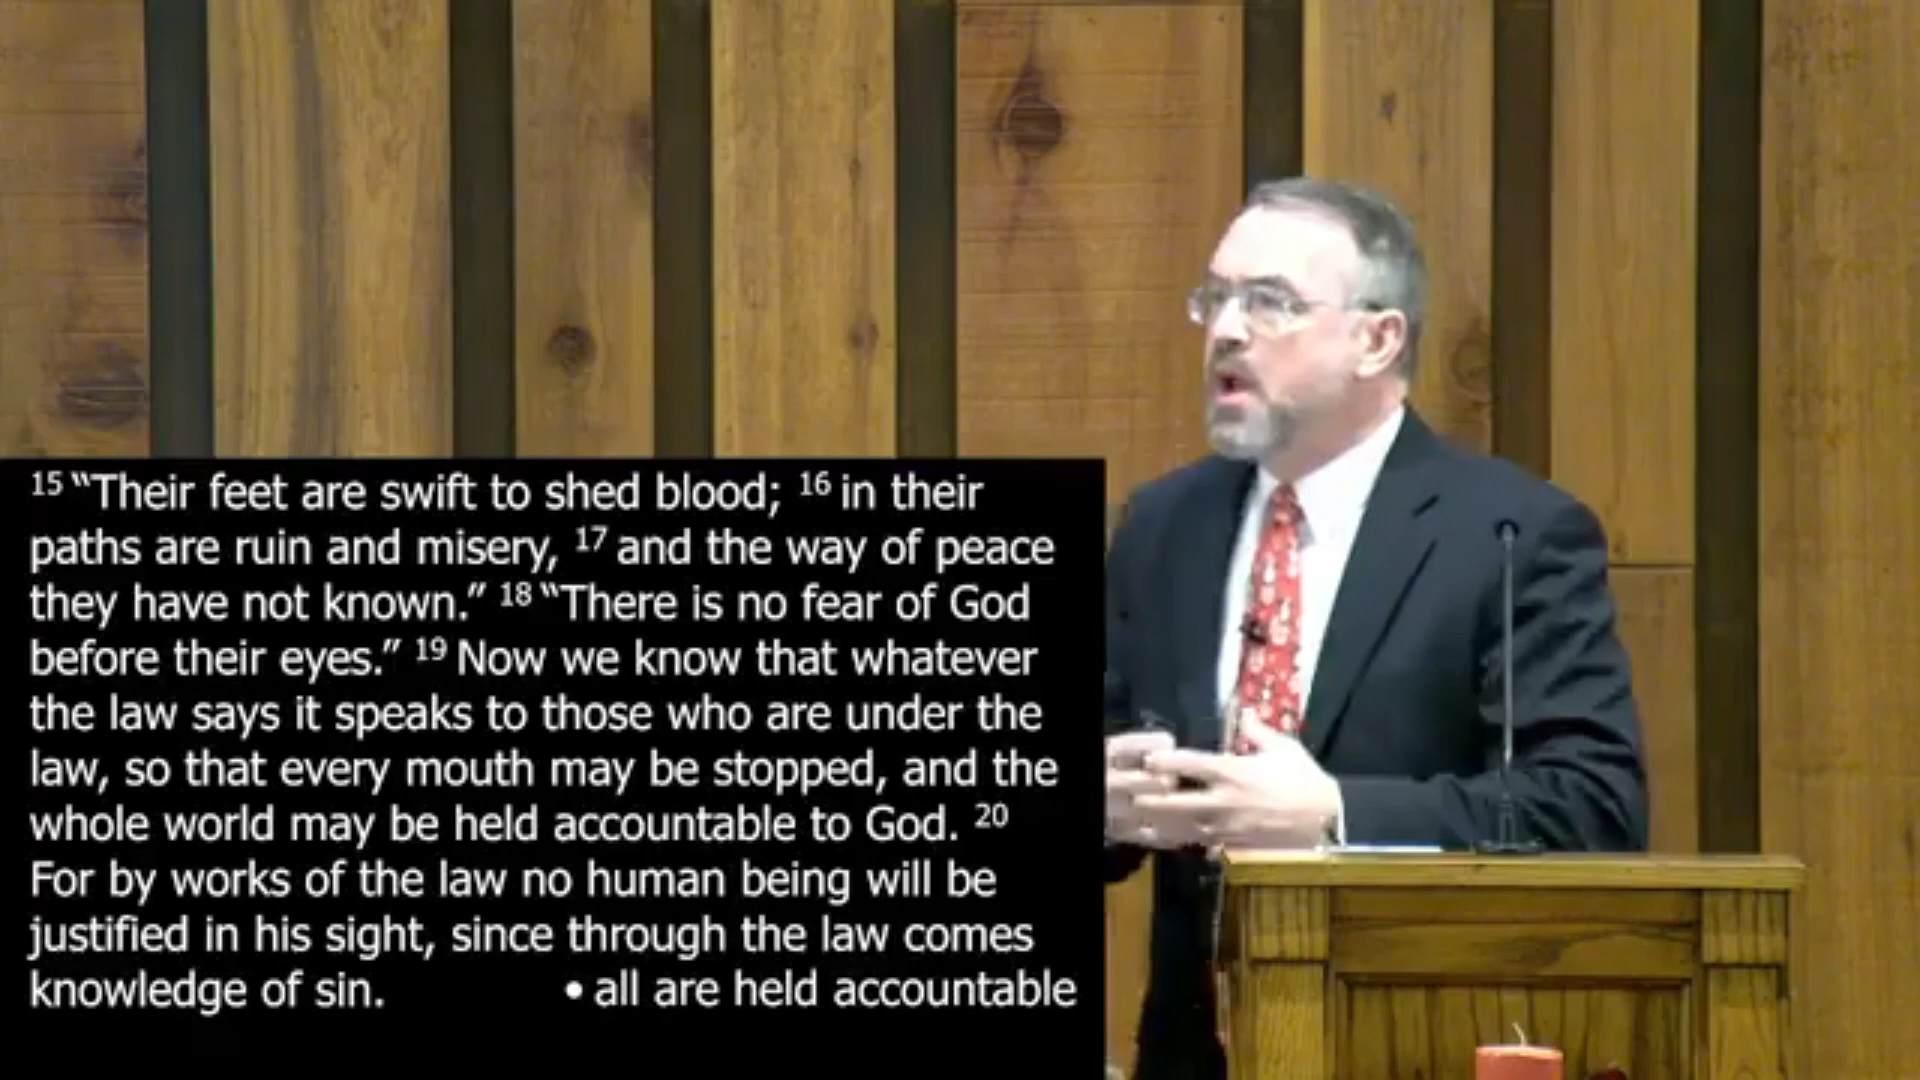 15 “Their feet are swift to shed blood; 16 in their
paths are ruin and misery, 17 and the way of peace
they have not known.” 18 “There is no fear of God
before their eyes.” 19 Now we know that whatever
the law says it speaks to those who are under the
law, so that every mouth may be stopped, and the
whole world may be held accountable to God. 20
For by works of the law no human being will be
justified in his sight, since through the law comes
knowledge of sin. • all are held accountable